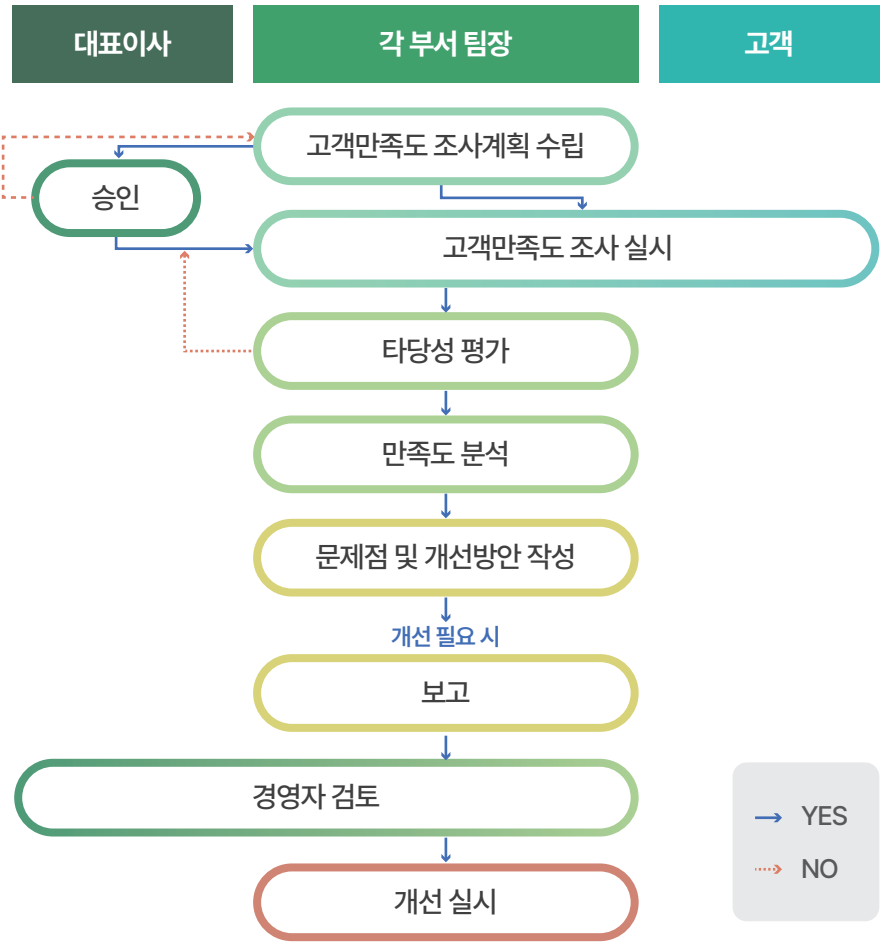 대표이사
각 부서 팀장
고객
고객만족도 조사계획 수립
승인
고객만족도 조사 실시
타당성 평가
만족도 분석
문제점 및 개선방안 작성
개선 필요 시
보고
경영자 검토
개선 실시
YES
NO